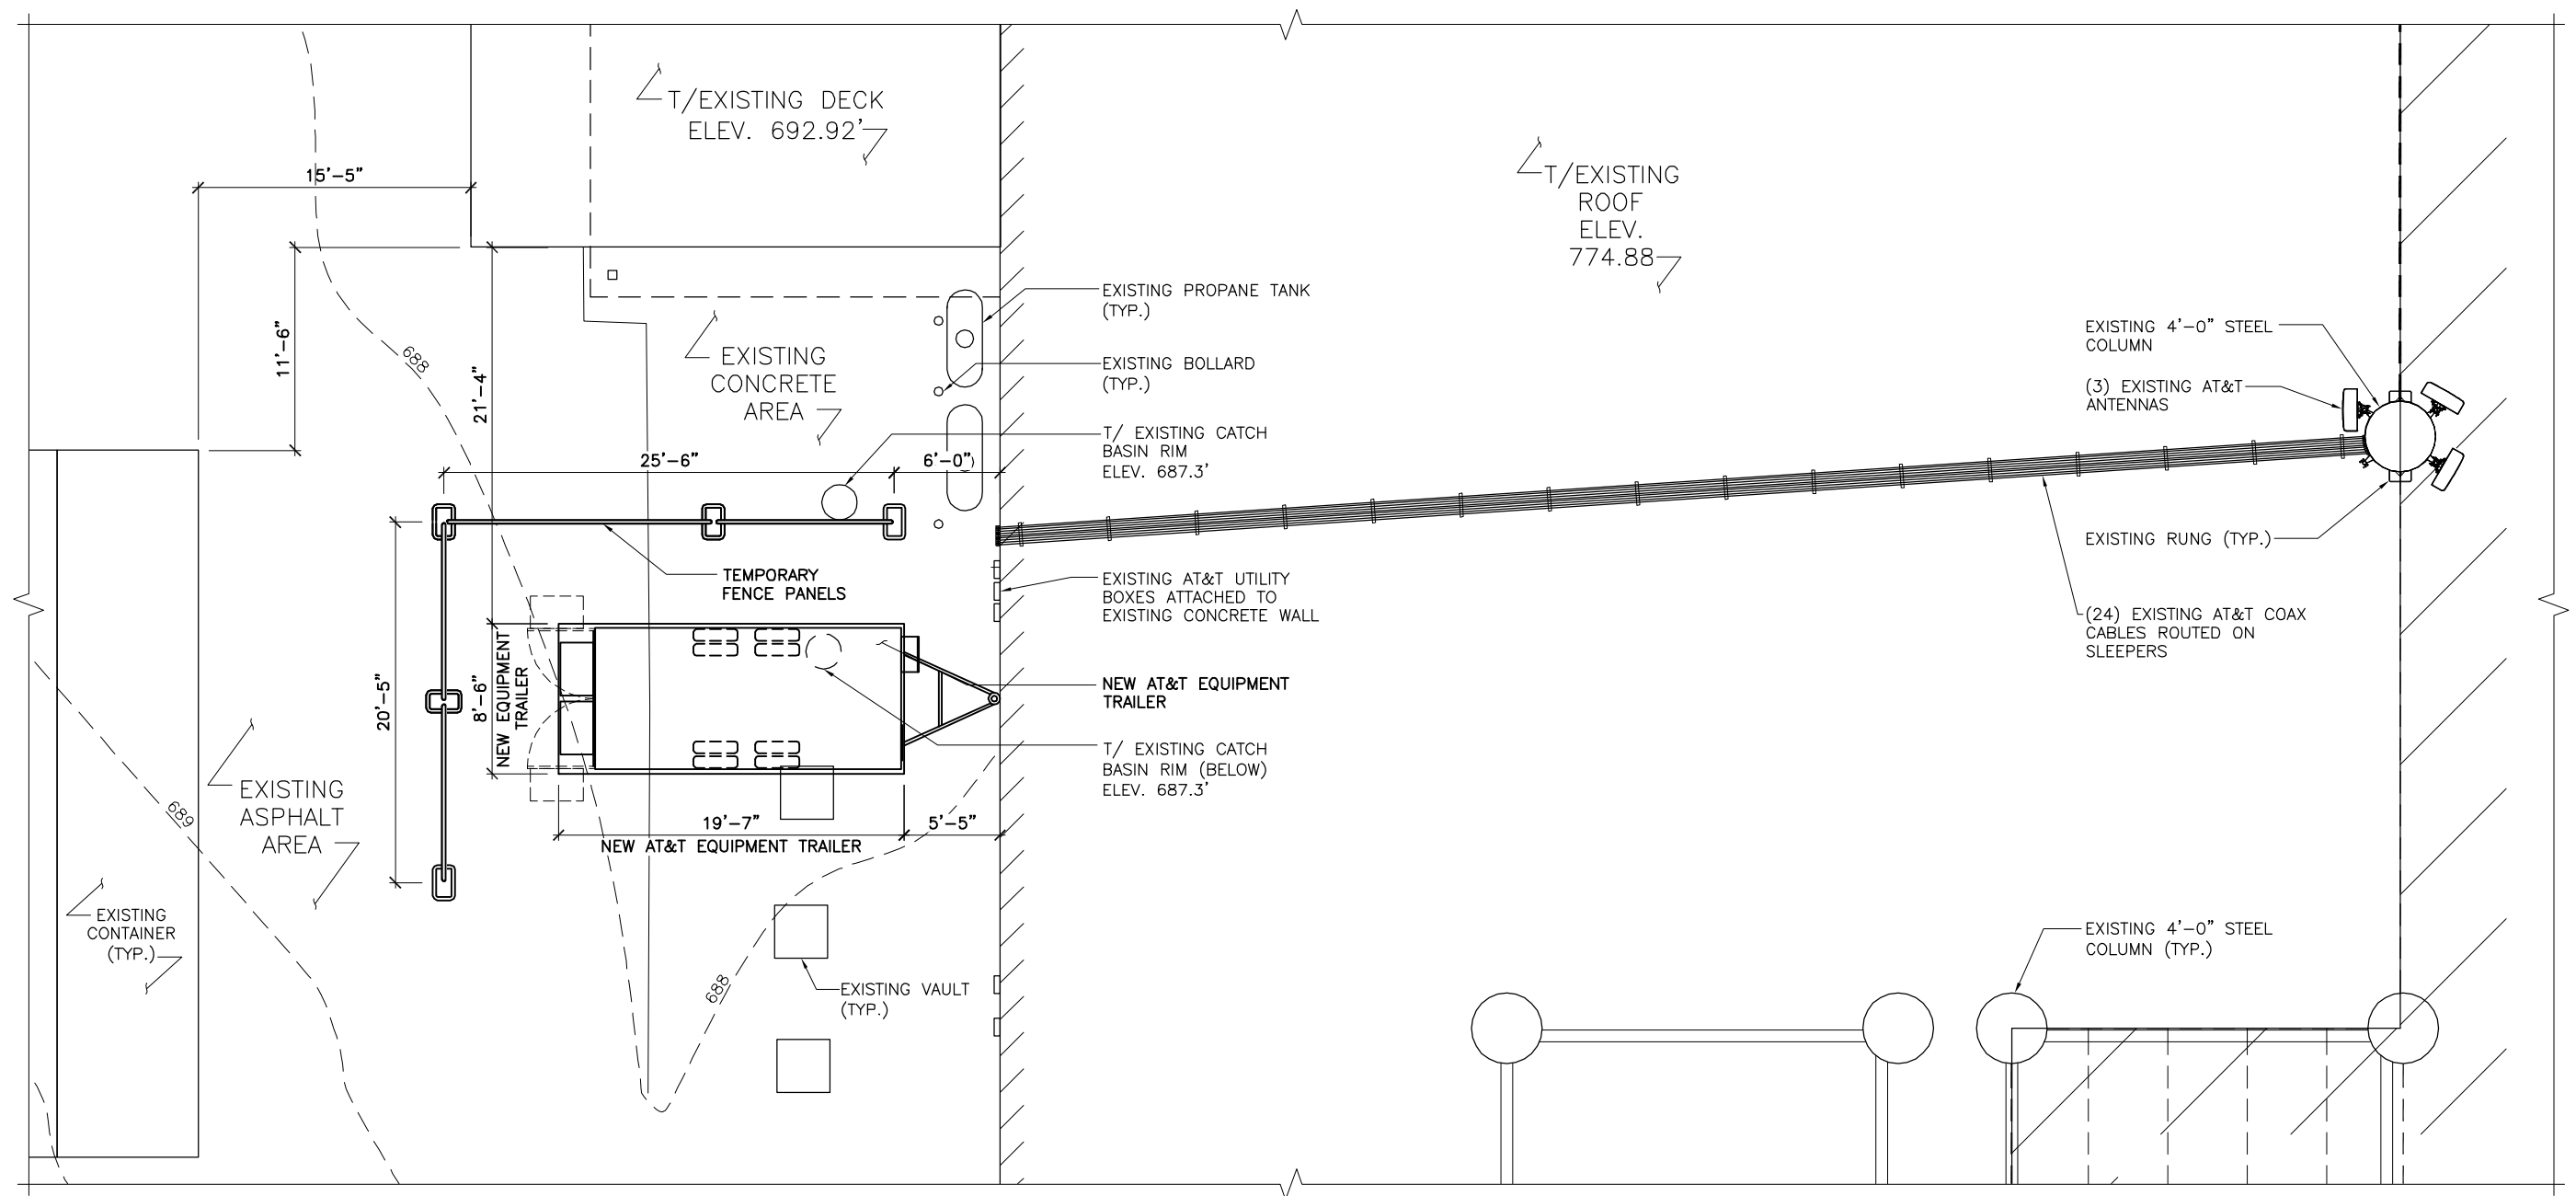 T/EXISTING DECK
ELEV. 692.92'
15'-5"
11'-6"
21'-4"
688
EXISTING
CONCRETE
AREA
25'-6"
6'-0"
EXISTING PROPANE TANK
(TYP.)
EXISTING BOLLARD
(TYP.)
T/ EXISTING CATCH
BASIN RIM
ELEV. 687.3'
T/EXISTING
ROOF
ELEV.
774.88
EXISTING 4'-0" STEEL
COLUMN
(3) EXISTING AT&T
ANTENNAS
EXISTING RUNG (TYP.)
(24) EXISTING AT&T COAX
CABLES ROUTED ON
SLEEPERS
TEMPORARY
FENCE PANELS
EXISTING AT&T UTILITY
BOXES ATTACHED TO
EXISTING CONCRETE WALL
20'-5"
8'-6"
NEW EQUIPMENT
TRAILER
NEW AT&T EQUIPMENT
TRAILER
T/ EXISTING CATCH
BASIN RIM (BELOW)
ELEV. 687.3'
689
EXISTING
ASPHALT
AREA
19'-7"
5'-5"
NEW AT&T EQUIPMENT TRAILER
EXISTING
CONTAINER
(TYP.)
688
EXISTING VAULT
(TYP.)
EXISTING 4'-0" STEEL
COLUMN (TYP.)